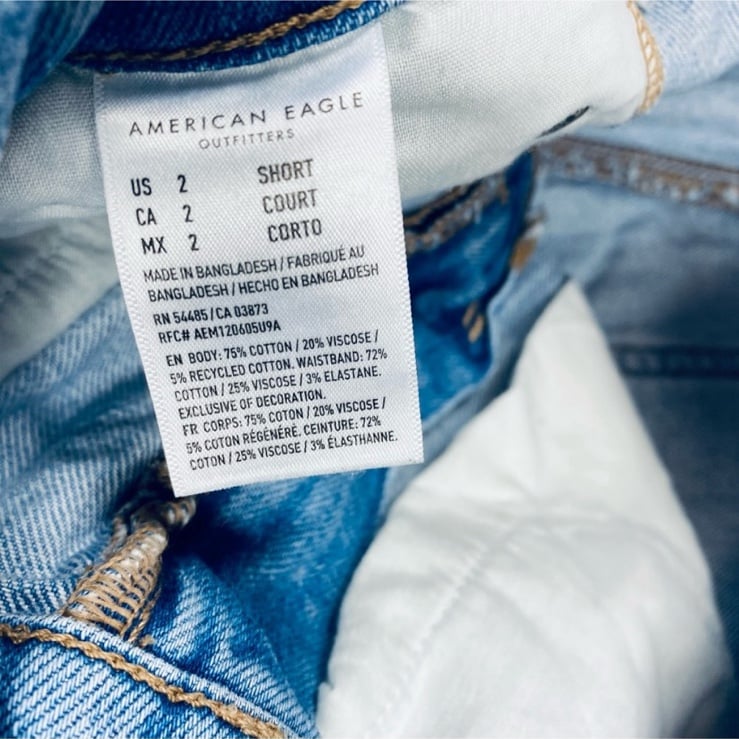 AMERICAN EAGLE
OUTFITTERS
US 2 SHORT
CA 2 COURT
MX 2 CORTO
MADE IN BANGLADESH / FABRIQUÉ AU
BANGLADESH / HECHO EN BANGLADESH
RN 54485 / CA 03873
RFC# AEM120605U9A
EN BODY: 75% COTTON / 20% VISCOSE /
5% RECYCLED COTTON. WAISTBAND: 72%
COTTON / 25% VISCOSE / 3% ELASTANE.
EXCLUSIVE OF DECORATION.
FR CORPS: 75% COTON / 20% VISCOSE /
5% COTON RÉGÉNÉRÉ. CEINTURE: 72%
COTON / 25% VISCOSE / 3% ÉLASTHANNE.